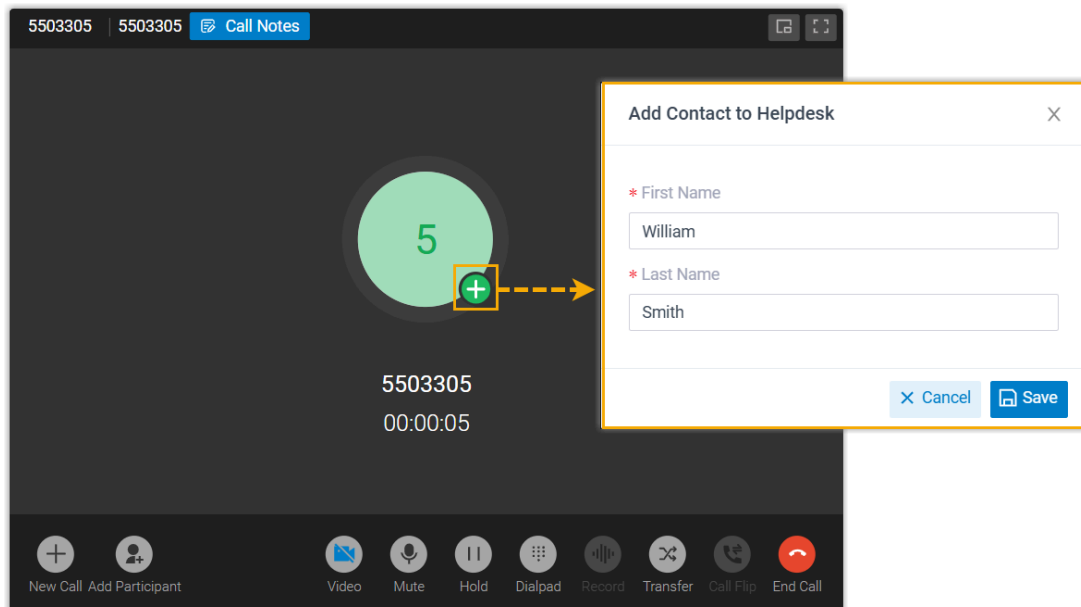 5503305 5503305 Call Notes
Add Contact to Helpdesk
* First Name
William
* Last Name
Smith
Cancel Save
5
5503305
00:00:05
New Call Add Participant Video Mute Hold Dialpad Record Transfer Call Flip End Call